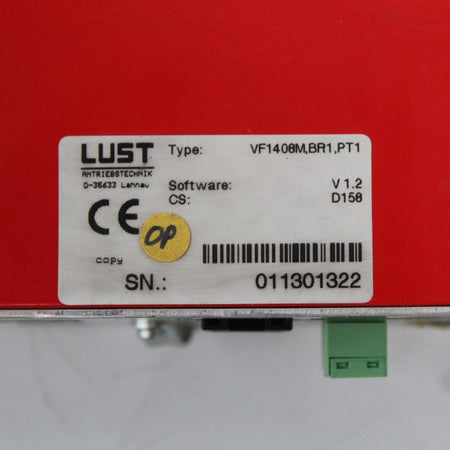 LUST
ANTRIEBSTECHNIK
D-35633 Lahnau
Type: VF1408M,BR1,PT1
Software: V 1.2
CS: D158
CE
OP
copy
SN.: 011301322